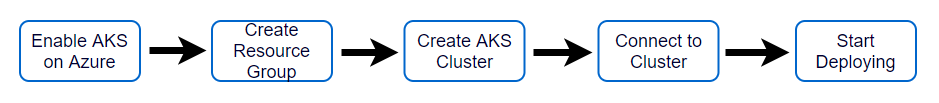 Enable AKS
on Azure
Create
Resource
Group
Create AKS
Cluster
Connect to
Cluster
Start
Deploying